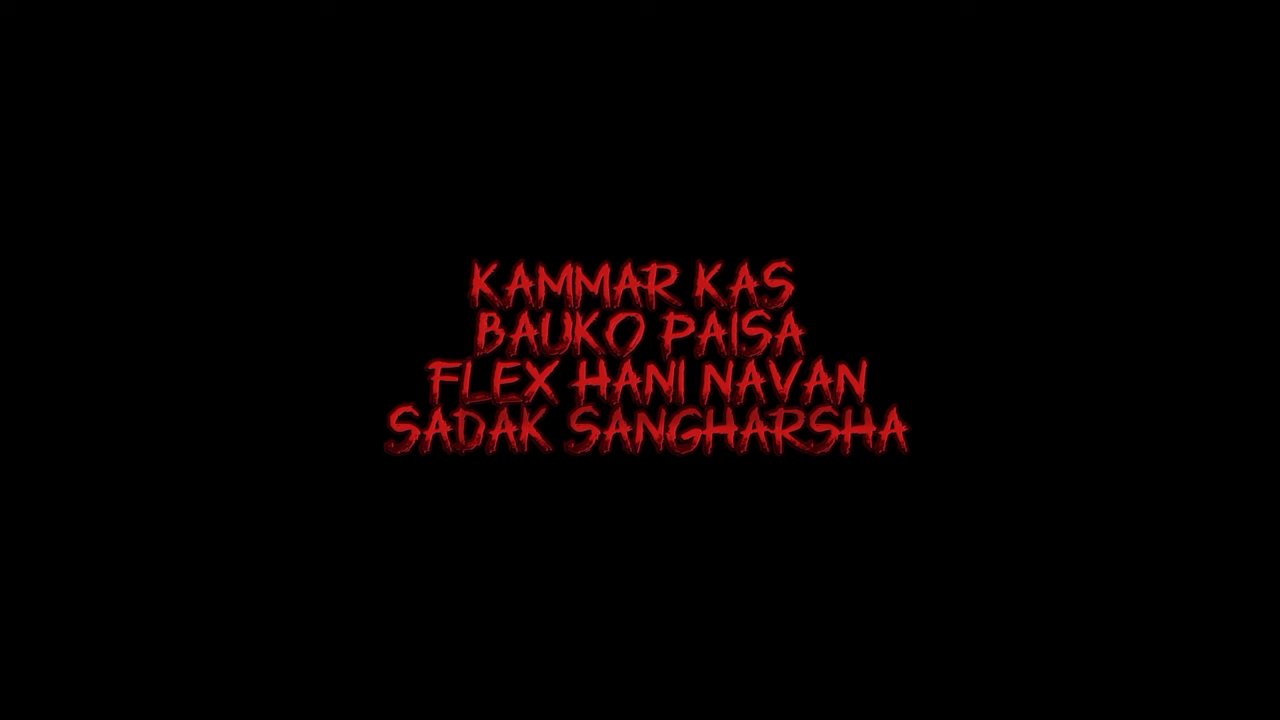 KAMMAR KAS
BAUKO PAISA
FLEX HANI NAVAN
SADAK SANGHARSHA